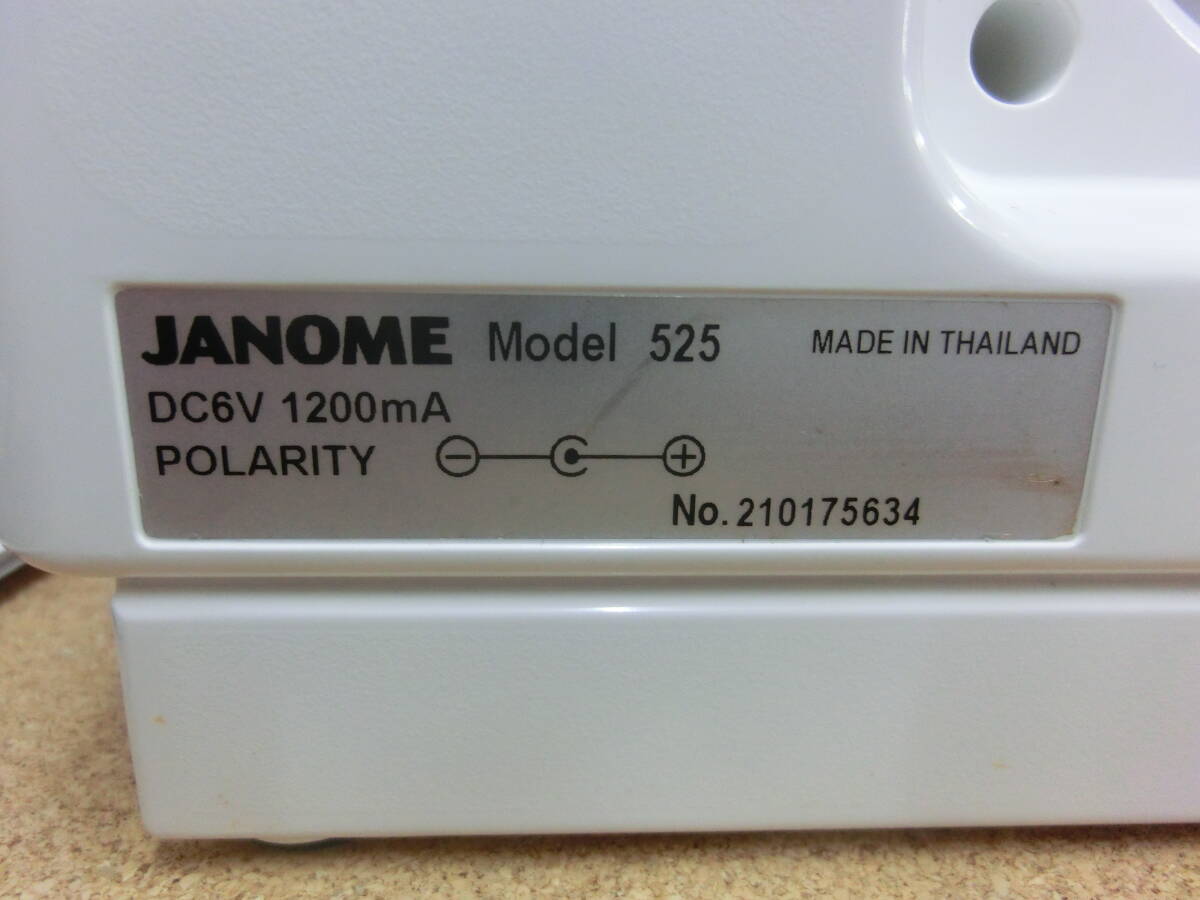 JANOME Model 525 MADE IN THAILAND
DC6V 1200mA
POLARITY
No. 210175634